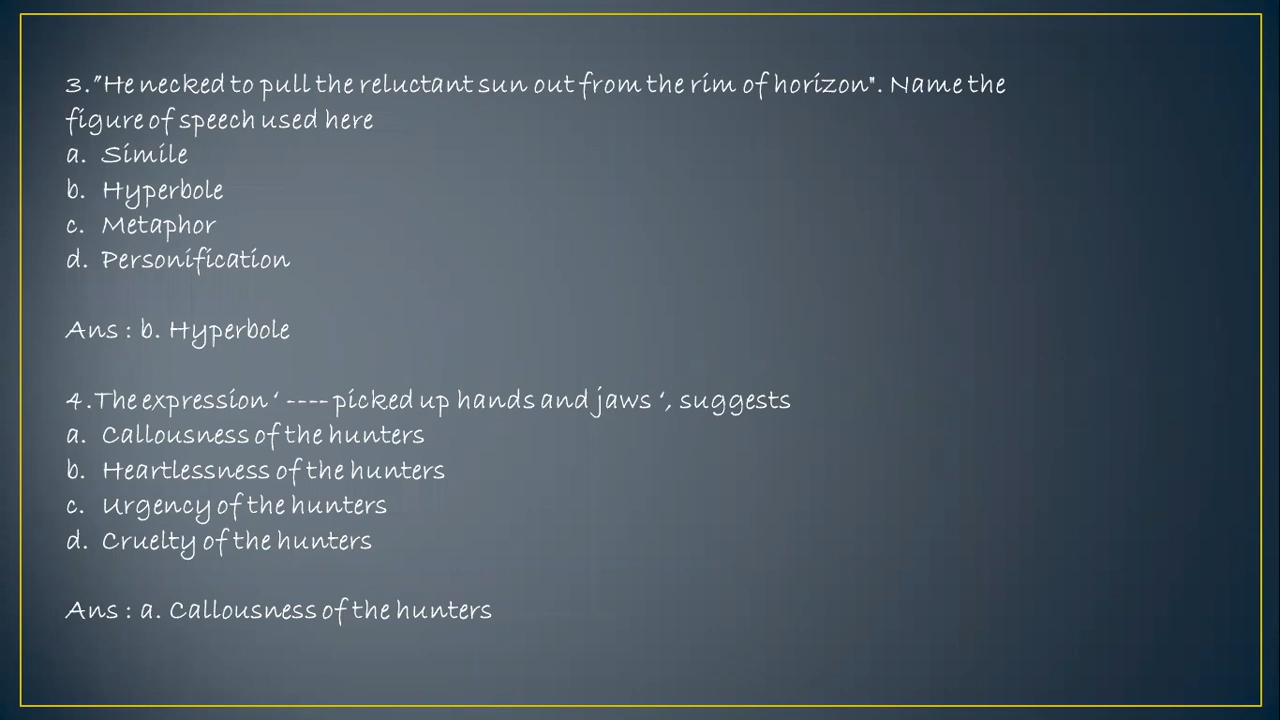 3."He necked to pull the reluctant sun out from the rim of horizon". Name the
figure of speech used here
a. Simile
b. Hyperbole
c. Metaphor
d. Personification
Ans : b. Hyperbole
4.The expression ‘ ---- picked up hands and jaws ‘, suggests
a. Callousness of the hunters
b. Heartlessness of the hunters
c. Urgency of the hunters
d. Cruelty of the hunters
Ans : a. Callousness of the hunters